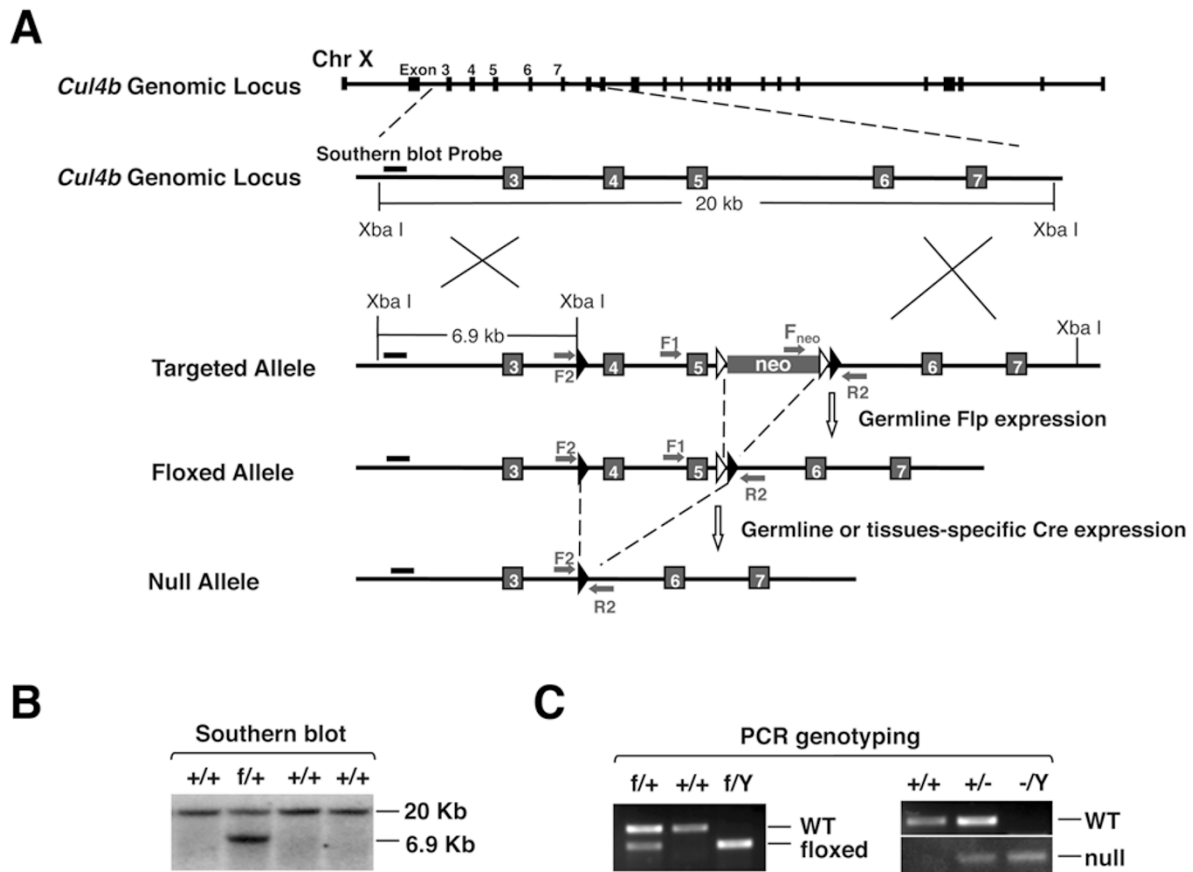 A
Chr X
Exon 3 4 5 6 7
Cul4b Genomic Locus
Southern blot Probe
Cul4b Genomic Locus
3 4 5 6 7
20 kb
Xba I Xba I
Xba I Xba I
Xba I
6.9 kb
F1 Fneo
Targeted Allele
3 4 5 neo 6 7
F2 R2
Germline Flp expression
F2 F1
Floxed Allele
3 4 5 6 7
R2
Germline or tissues-specific Cre expression
F2
Null Allele
3 6 7
R2
B
Southern blot
+/+ f/+ +/+ +/+
20 Kb
6.9 Kb
C
PCR genotyping
f/+ +/+ f/Y
WT
floxed
+/+ +/- -/Y
WT
null